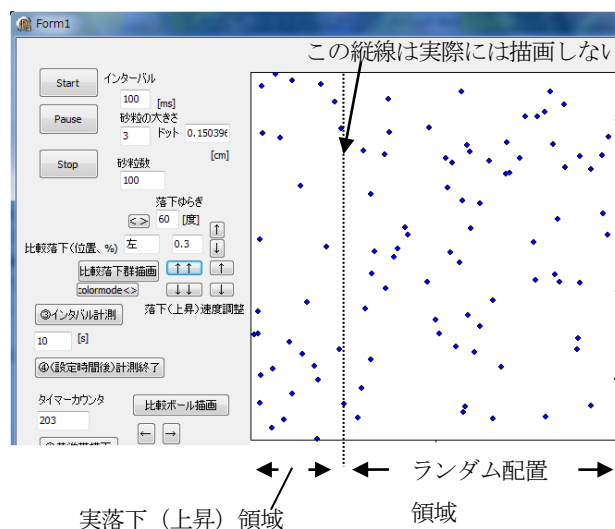 Form1
この縦線は実際には描画しない
Start
インターバル
100 [ms]
Pause
砂粒の大きさ
3 ドット 0.150396
[cm]
Stop
砂粒数
100
落下ゆらぎ
<> 60 [度]
↑
比較落下(位置、%) 左 0.3 ↓
比較落下群描画 ↑↑ ↑
colormode<> ↓↓ ↓
③インタバル計測 落下(上昇)速度調整
10 [s]
④(設定時間後)計測終了
タイマーカウンタ
比較ボール描画
203
← →
ランダム配置
領域
実落下（上昇）領域